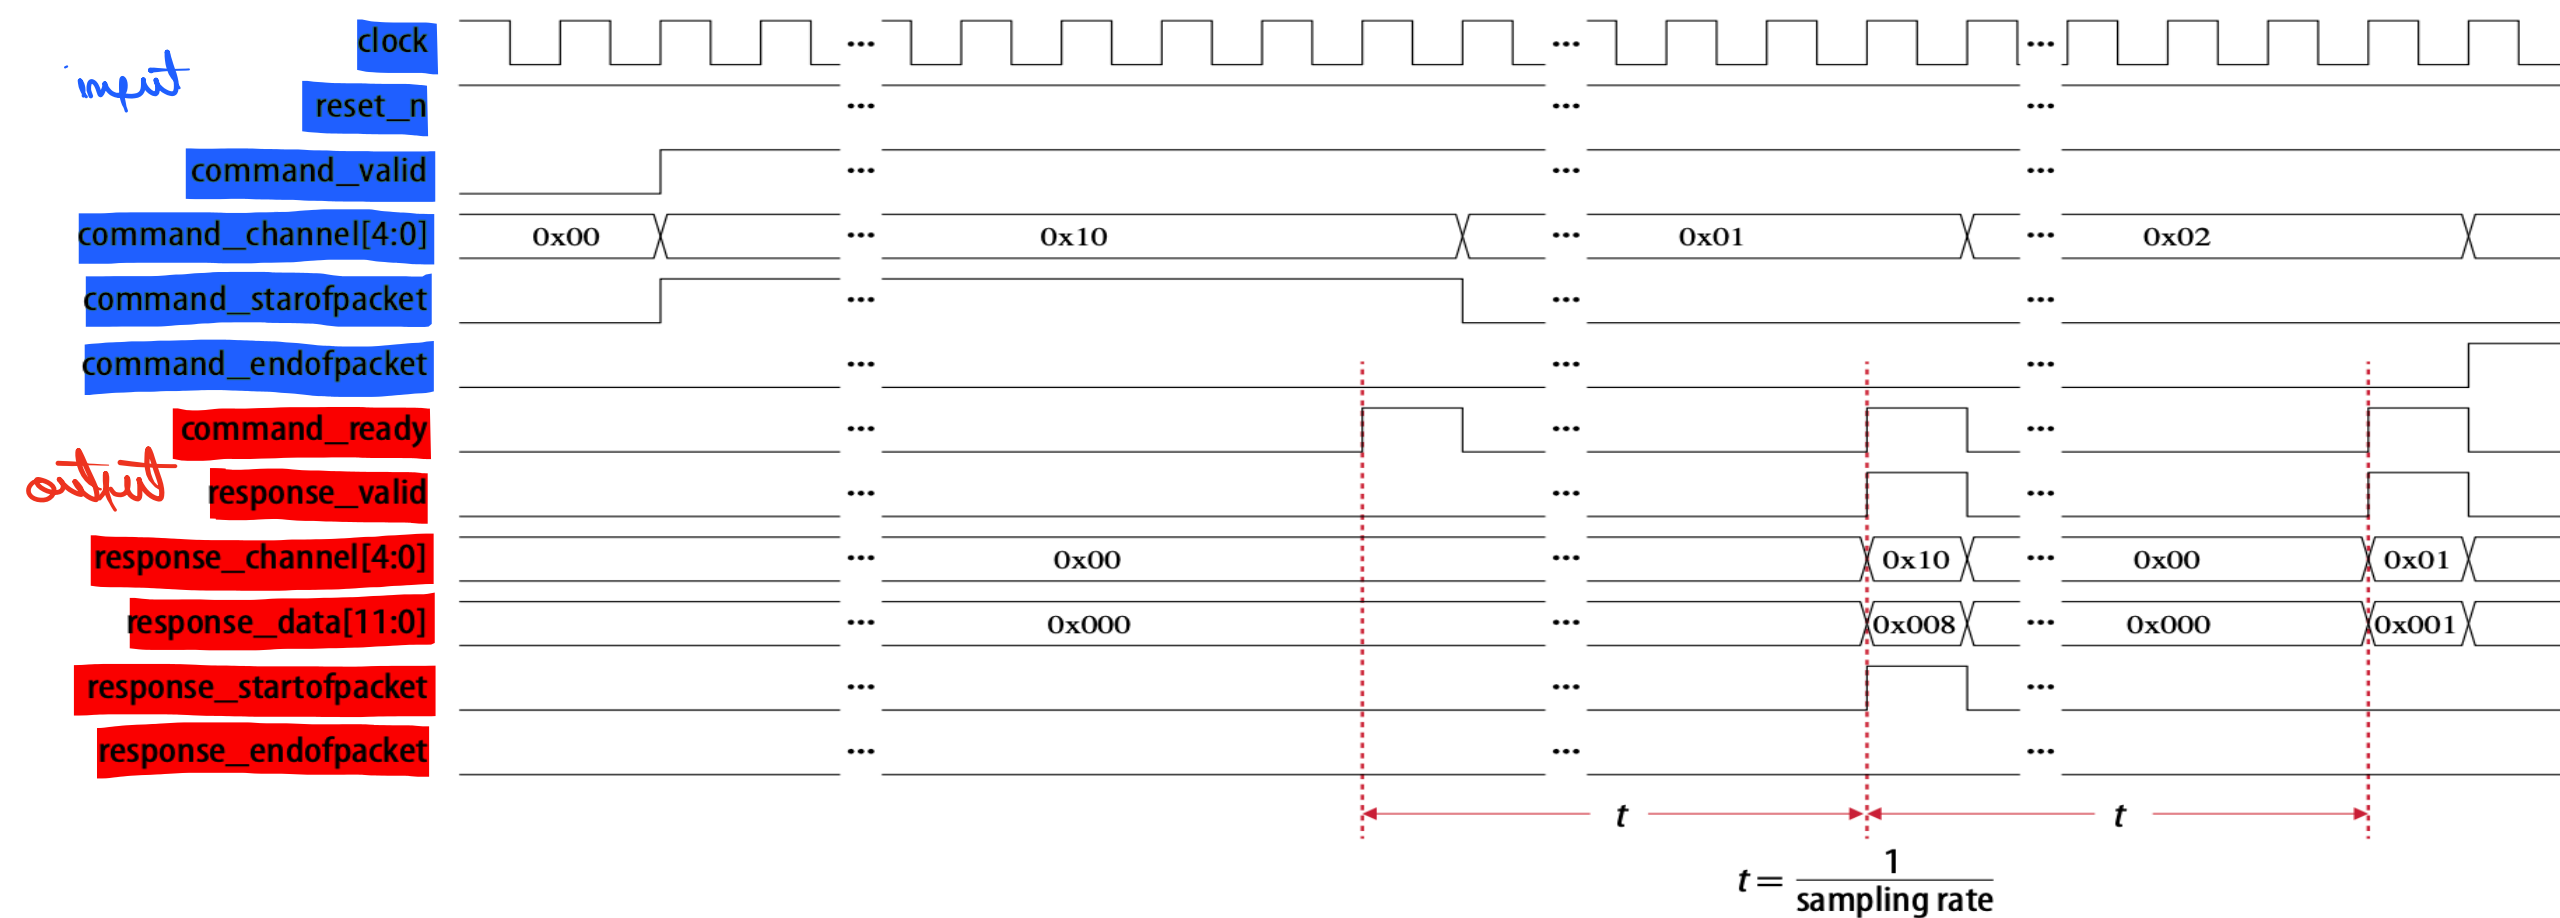 clock ... ... ...
input
reset_n ... ... ...
command_valid ... ... ...
command_channel[4:0] 0x00 ... 0x10 ... 0x01 ... 0x02
command_starofpacket ... ... ...
command_endofpacket ... ... ...
command_ready ... ... ...
output
response_valid ... ... ...
response_channel[4:0] ... 0x00 ... 0x10 ... 0x00 0x01
response_data[11:0] ... 0x000 ... 0x008 ... 0x000 0x001
response_startofpacket ... ... ...
response_endofpacket ... ... ...
t t
t = 1
sampling rate